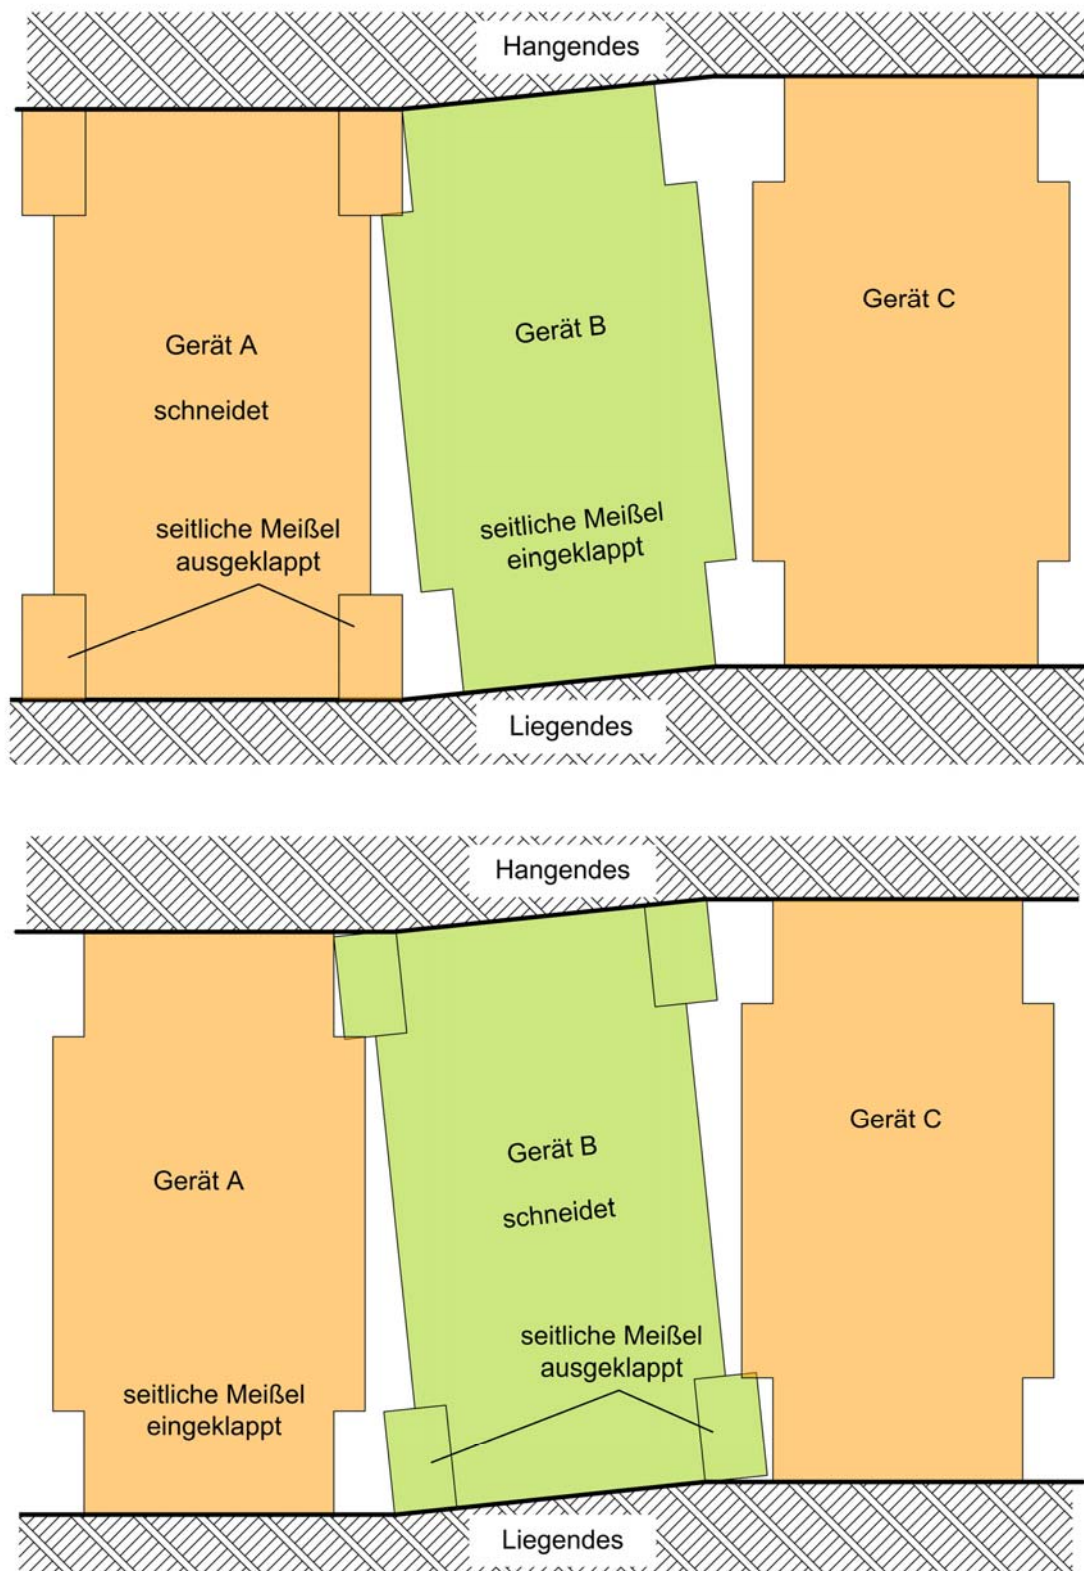 Hangendes
Gerät A
schneidet
seitliche Meißel
ausgeklappt
Gerät B
seitliche Meißel
eingeklappt
Gerät C
Liegendes
Hangendes
Gerät A
seitliche Meißel
eingeklappt
Gerät B
schneidet
seitliche Meißel
ausgeklappt
Gerät C
Liegendes